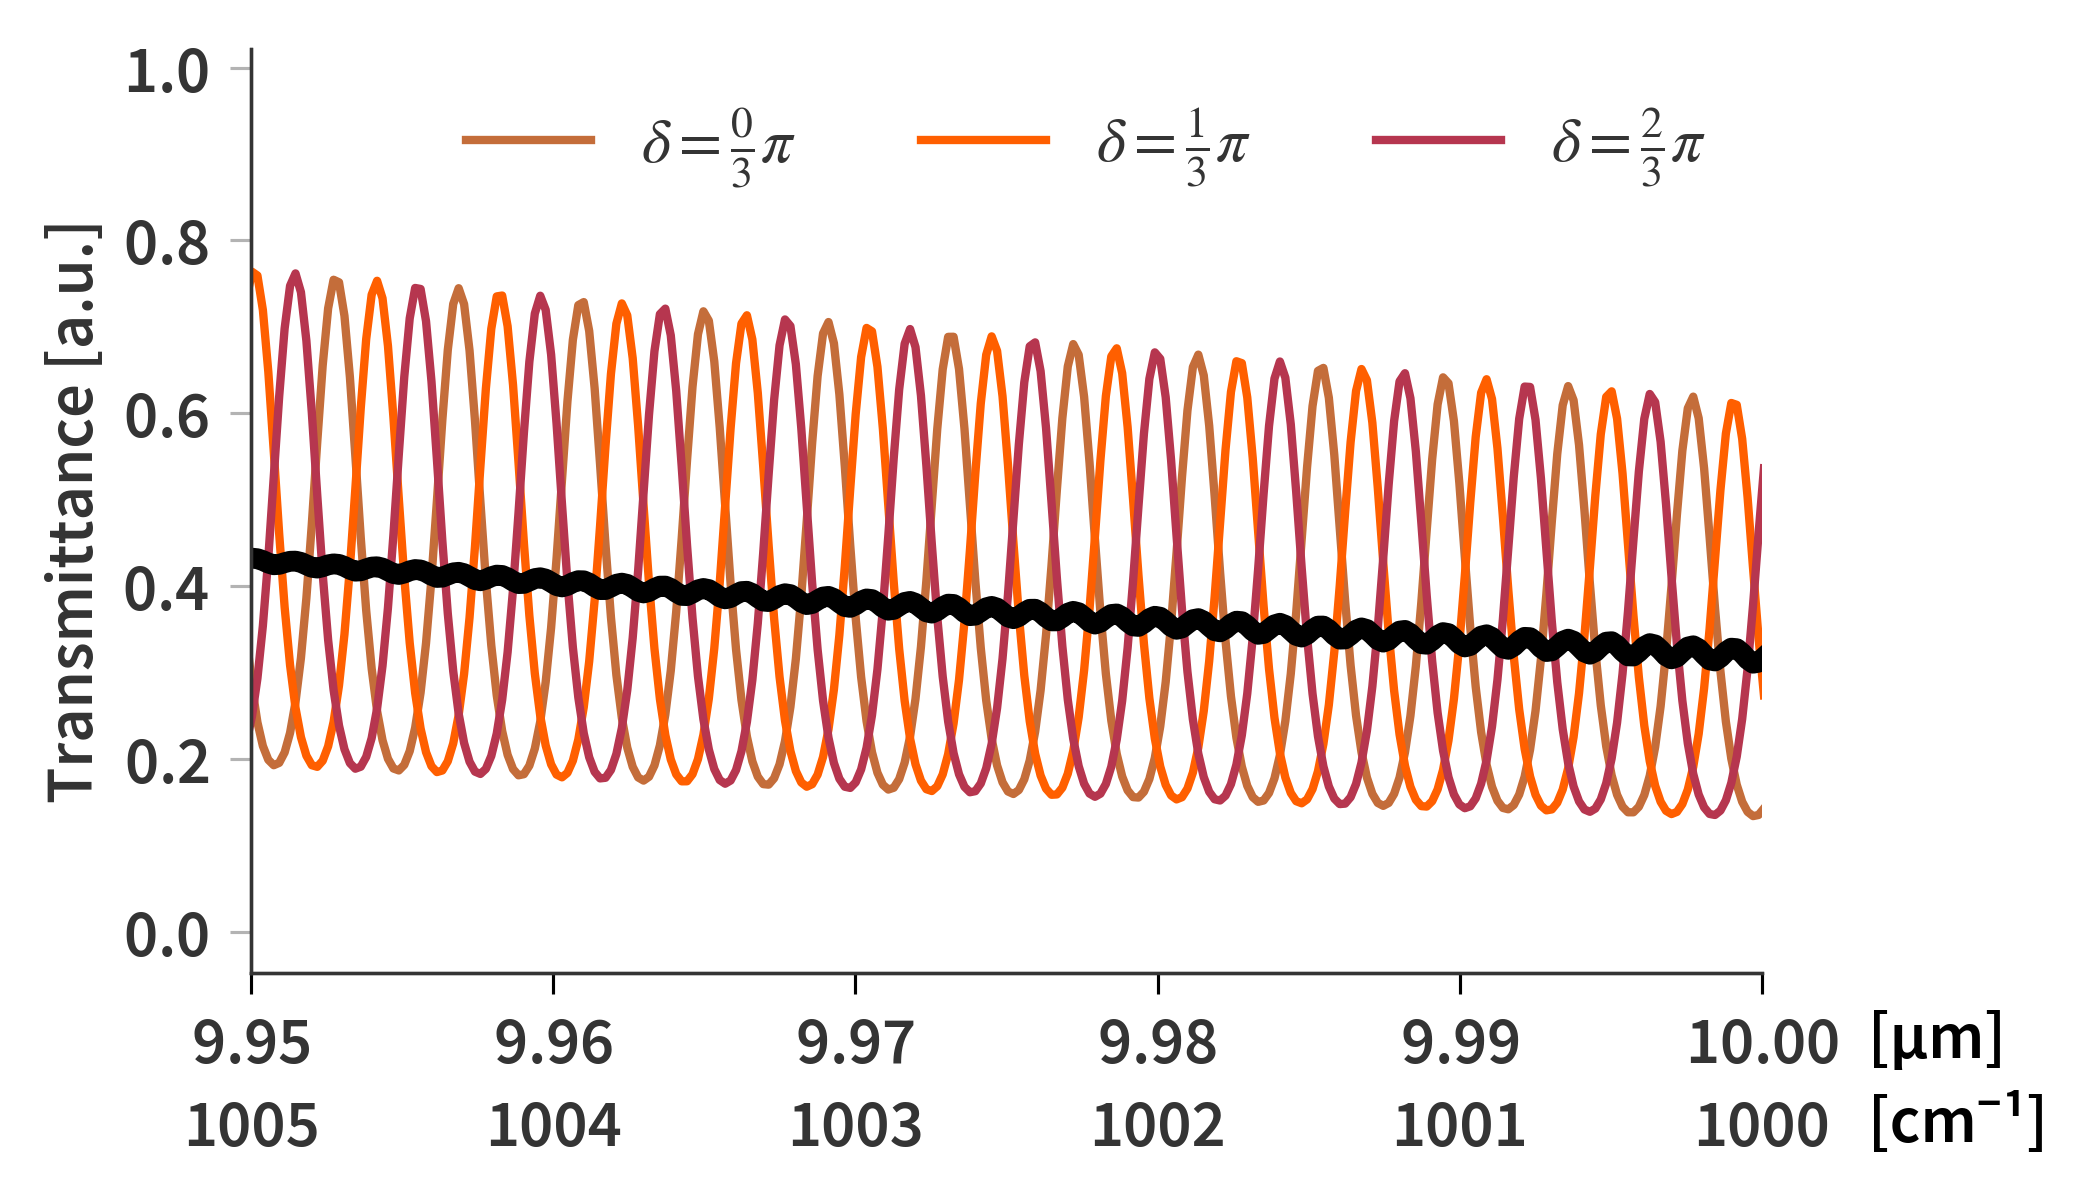 1.0
δ = 0/3 π δ = 1/3 π δ = 2/3 π
0.8
0.6
0.4
0.2
0.0
Transmittance [a.u.]
9.95 9.96 9.97 9.98 9.99 10.00 [μm]
1005 1004 1003 1002 1001 1000 [cm⁻¹]